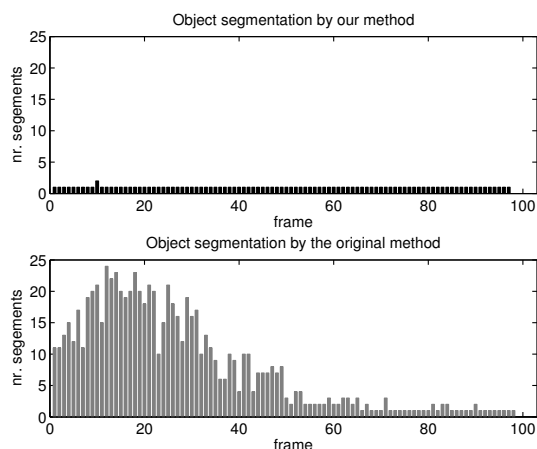 Object segmentation by our method
25
20
15
10
5
0
nr. segements
0 20 40 60 80 100
frame
Object segmentation by the original method
25
20
15
10
5
0
nr. segements
0 20 40 60 80 100
frame